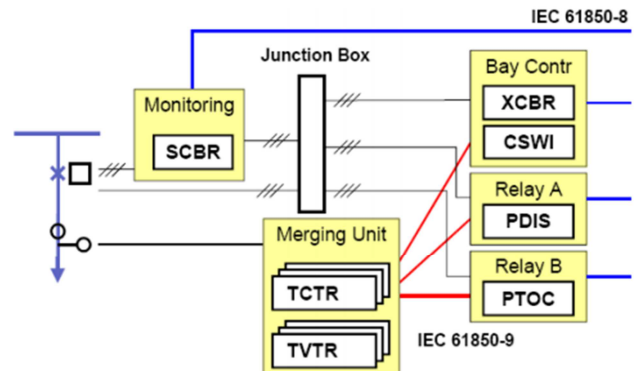 IEC 61850-8
Junction Box
Bay Contr
XCBR
CSWI
Monitoring
SCBR
Relay A
PDIS
Merging Unit
TCTR
TVTR
Relay B
PTOC
IEC 61850-9